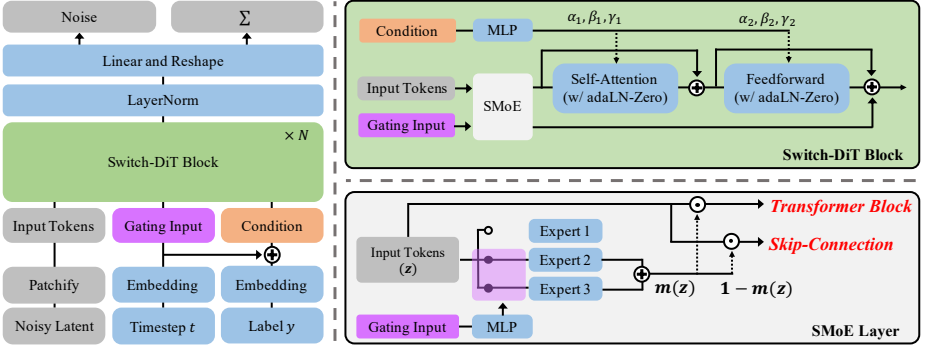 Noise
Σ
Linear and Reshape
LayerNorm
× N
Switch-DiT Block
Input Tokens
Gating Input
Condition
Patchify
Embedding
Embedding
Noisy Latent
Timestep t
Label y
α₁, β₁, γ₁
α₂, β₂, γ₂
Condition
MLP
Input Tokens
Gating Input
SMoE
Self-Attention
(w/ adaLN-Zero)
Feedforward
(w/ adaLN-Zero)
Switch-DiT Block
Transformer Block
Skip-Connection
Input Tokens
(z)
Expert 1
Expert 2
Expert 3
m(z)
1 − m(z)
Gating Input
MLP
SMoE Layer